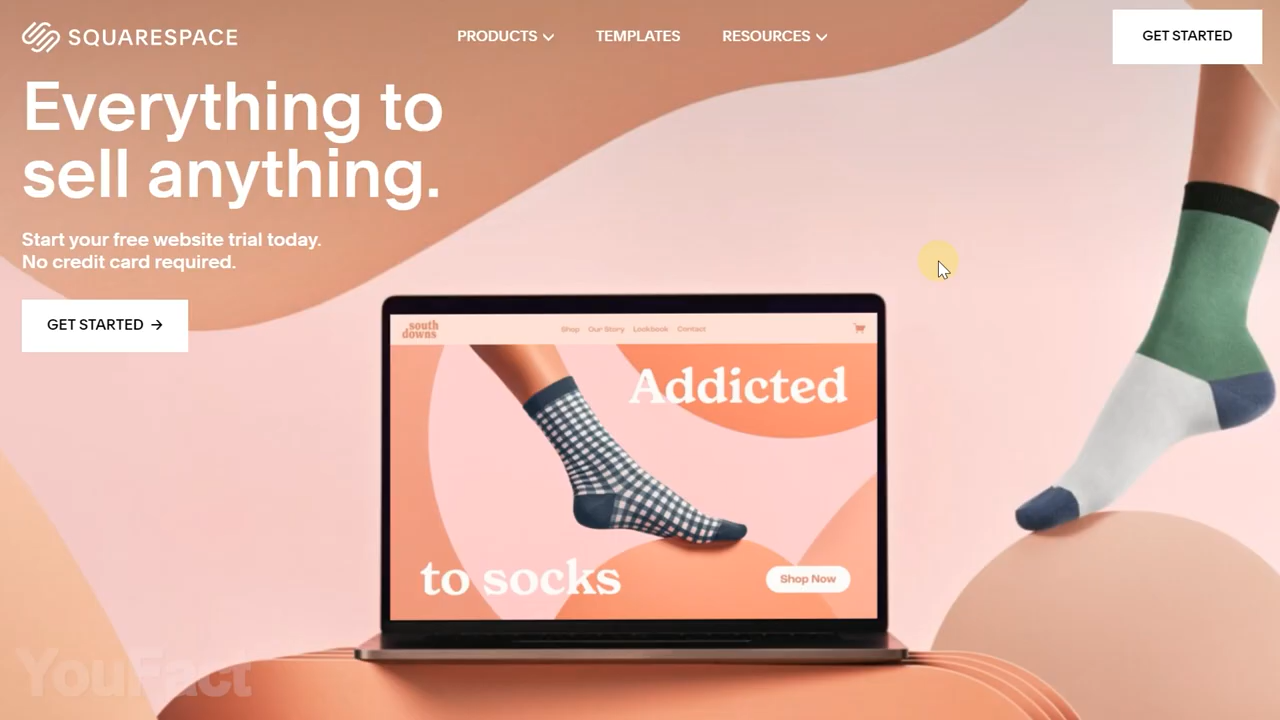 SQUARESPACE
PRODUCTS
TEMPLATES
RESOURCES
GET STARTED
Everything to
sell anything.
Start your free website trial today.
No credit card required.
GET STARTED →
south
downs
Shop
Our Story
Lookbook
Contact
Addicted
to socks
Shop Now
YouFact